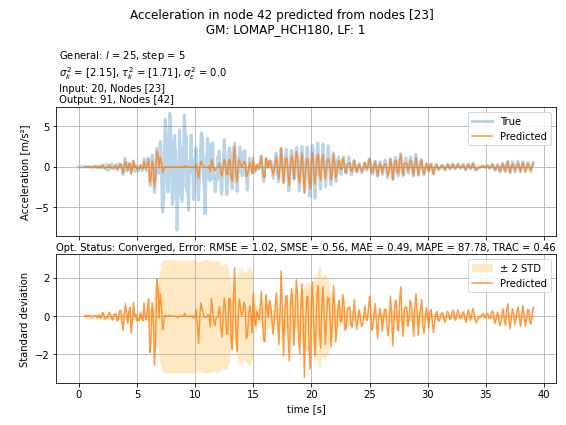 Acceleration in node 42 predicted from nodes [23]
GM: LOMAP_HCH180, LF: 1
General: l = 25, step = 5
σ²ₖ = [2.15], τ²ₖ = [1.71], σ²ε = 0.0
Input: 20, Nodes [23]
Output: 91, Nodes [42]
Acceleration [m/s²]
5
0
−5
True
Predicted
Opt. Status: Converged, Error: RMSE = 1.02, SMSE = 0.56, MAE = 0.49, MAPE = 87.78, TRAC = 0.46
Standard deviation
2
0
−2
± 2 STD
Predicted
0 5 10 15 20 25 30 35 40
time [s]